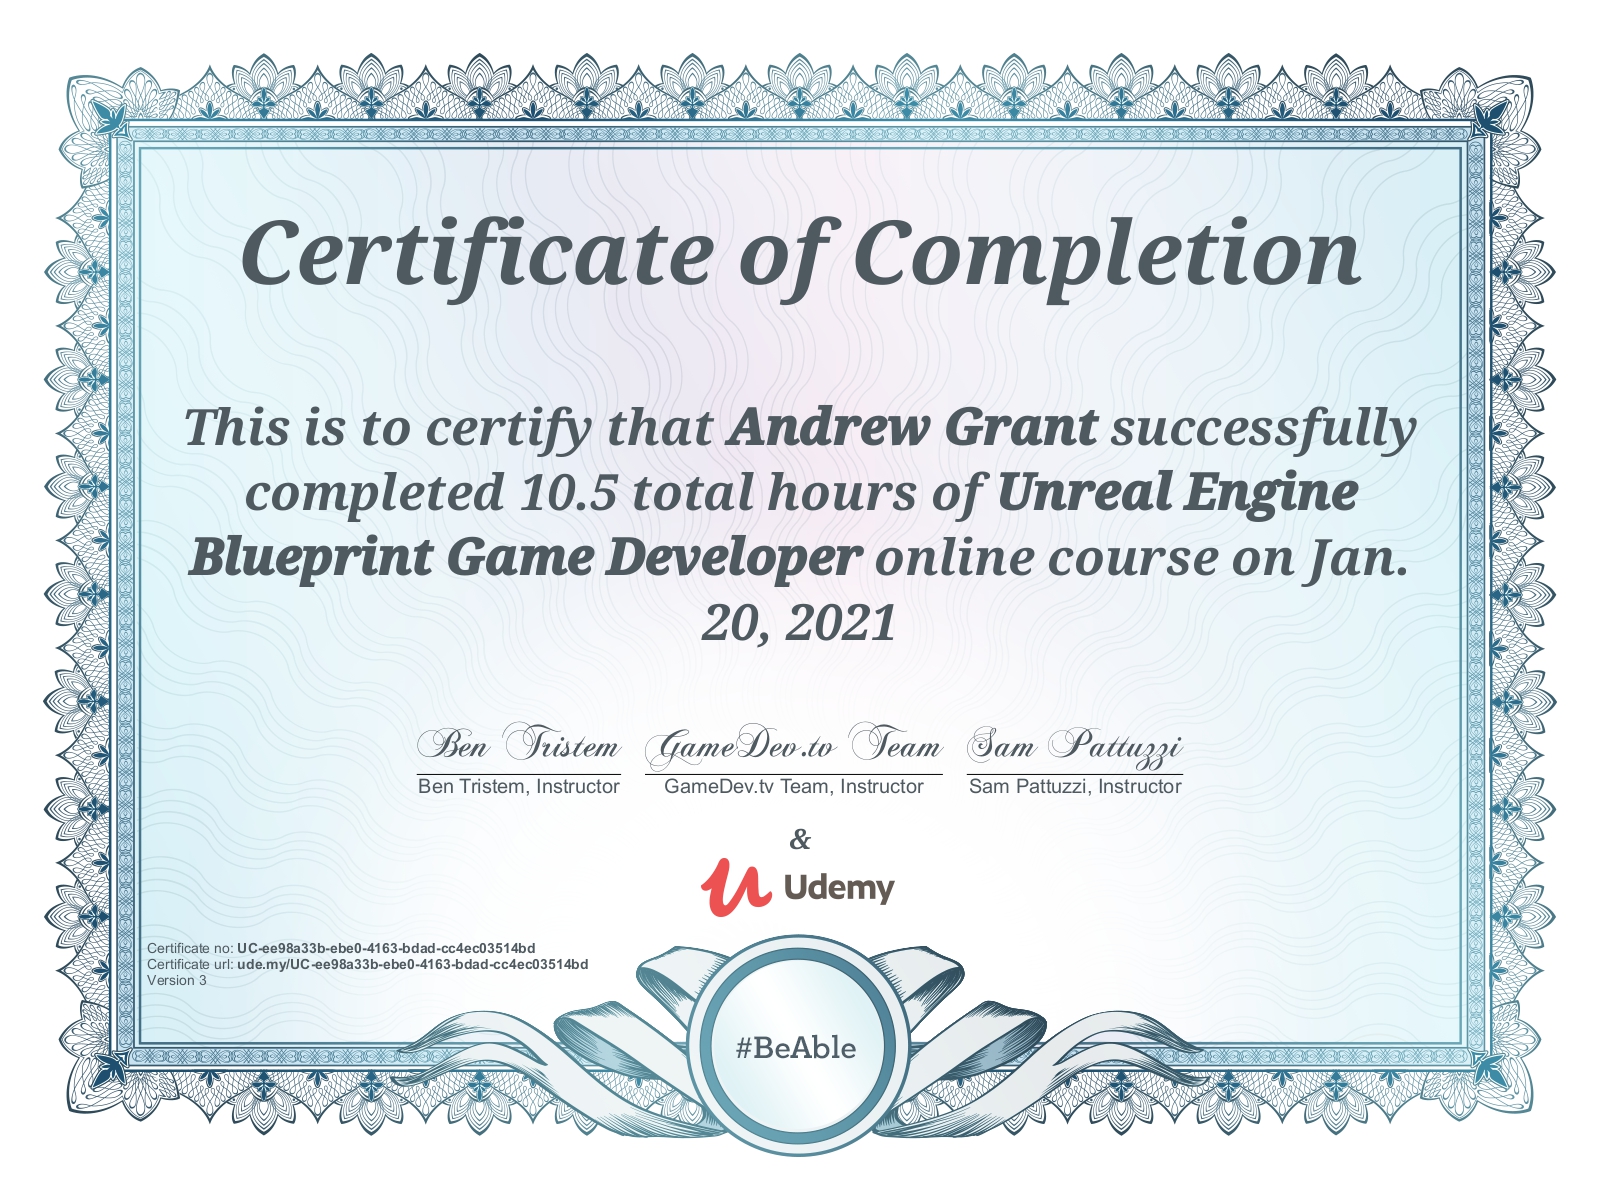 Certificate of Completion
This is to certify that Andrew Grant successfully
completed 10.5 total hours of Unreal Engine
Blueprint Game Developer online course on Jan.
20, 2021
Ben Tristem GameDev.tv Team Sam Pattuzzi
Ben Tristem, Instructor GameDev.tv Team, Instructor Sam Pattuzzi, Instructor
&
Udemy
Certificate no: UC-ee98a33b-ebe0-4163-bdad-cc4ec03514bd
Certificate url: ude.my/UC-ee98a33b-ebe0-4163-bdad-cc4ec03514bd
Version 3
#BeAble